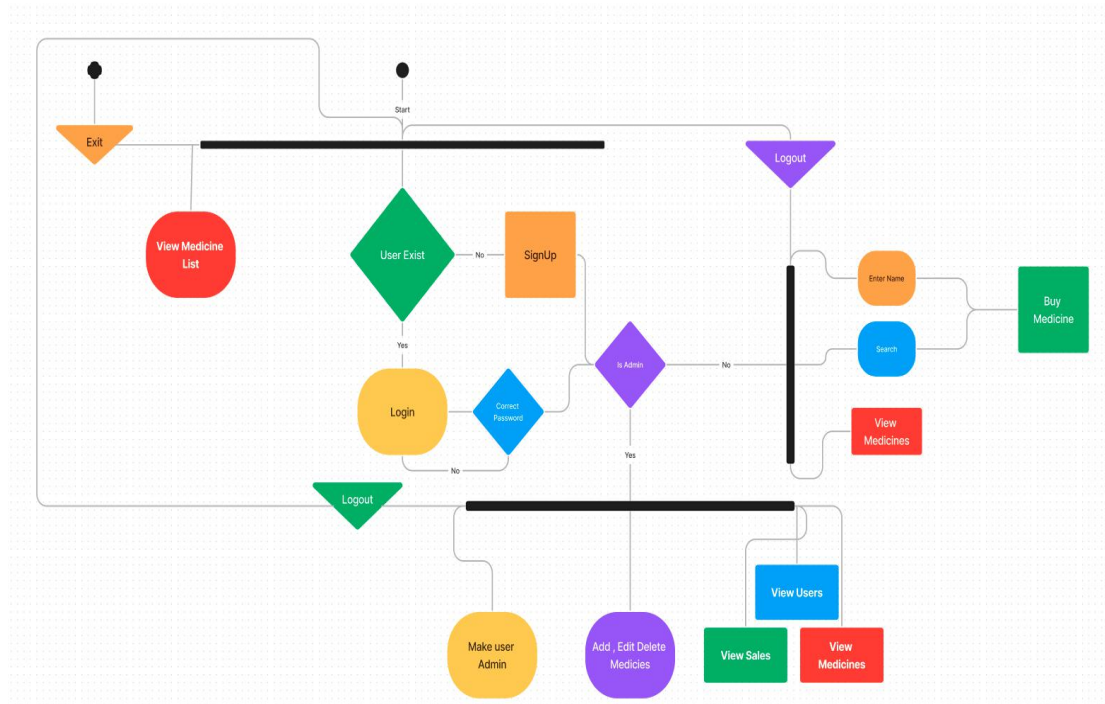 Start
Exit
Logout
View Medicine
List
User Exist
No
SignUp
Enter Name
Buy
Medicine
Yes
Search
Is Admin
No
Login
Correct
Password
View
Medicines
No
Yes
Logout
View Users
Make user
Admin
Add , Edit Delete
Medicies
View Sales
View
Medicines